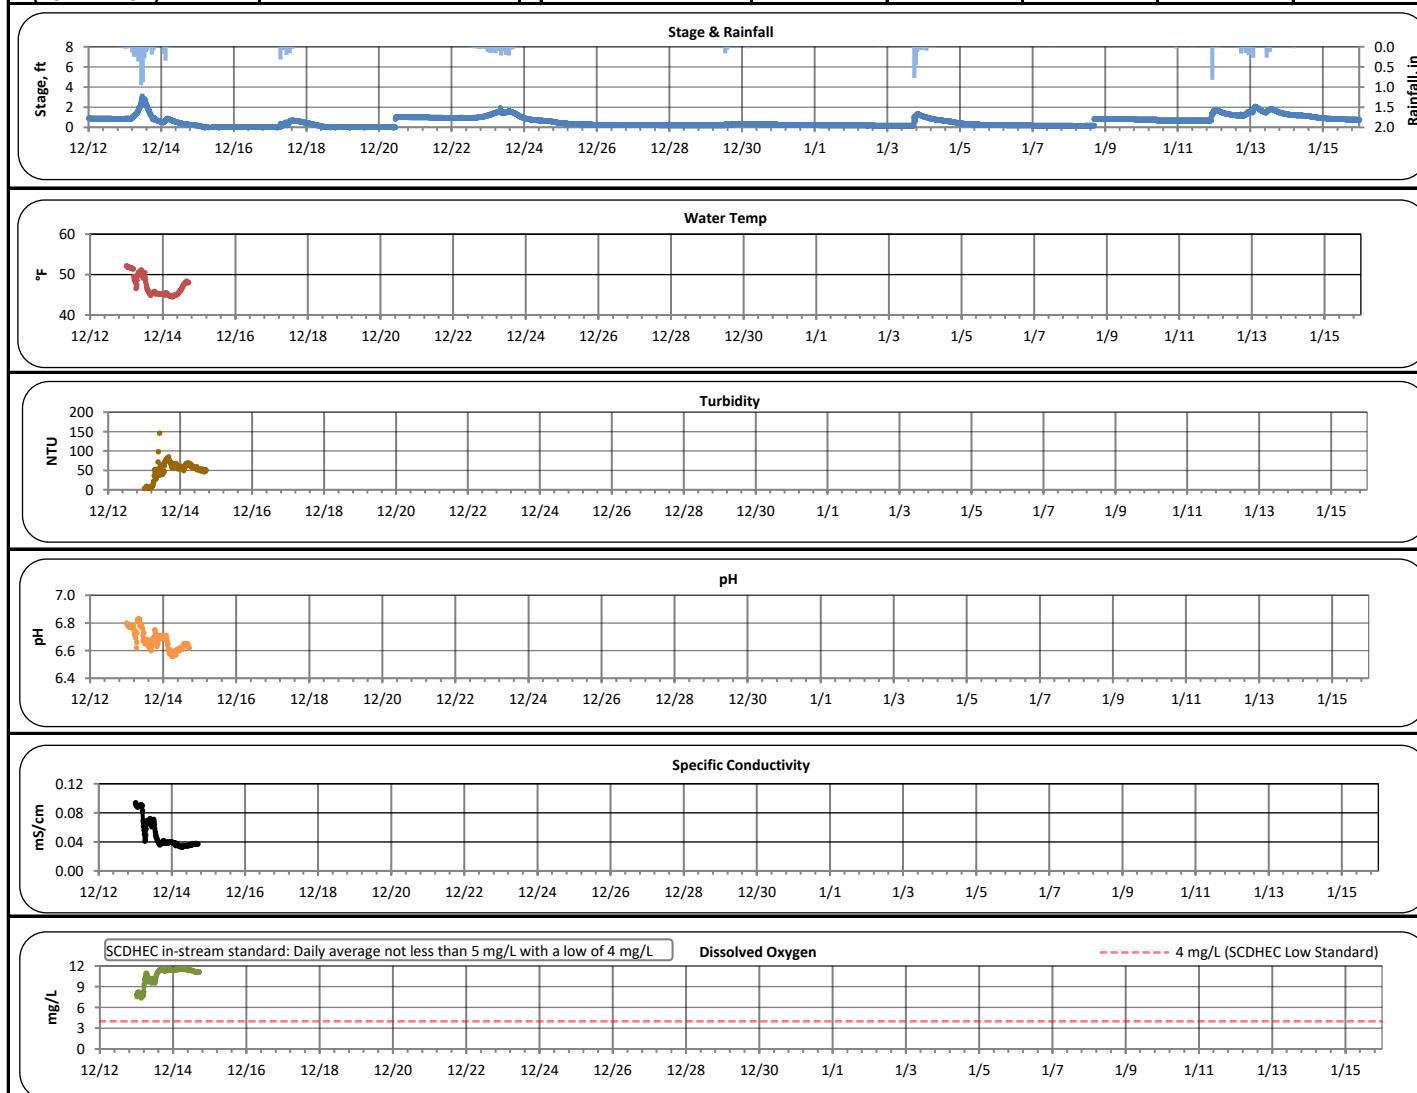 Stage & Rainfall
Stage, ft
8
6
4
2
0
0.0
0.5
1.0
1.5
2.0
Rainfall, in
12/12 12/14 12/16 12/18 12/20 12/22 12/24 12/26 12/28 12/30 1/1 1/3 1/5 1/7 1/9 1/11 1/13 1/15
Water Temp
°F
60
50
40
12/12 12/14 12/16 12/18 12/20 12/22 12/24 12/26 12/28 12/30 1/1 1/3 1/5 1/7 1/9 1/11 1/13 1/15
Turbidity
NTU
200
150
100
50
0
12/12 12/14 12/16 12/18 12/20 12/22 12/24 12/26 12/28 12/30 1/1 1/3 1/5 1/7 1/9 1/11 1/13 1/15
pH
pH
7.0
6.8
6.6
6.4
12/12 12/14 12/16 12/18 12/20 12/22 12/24 12/26 12/28 12/30 1/1 1/3 1/5 1/7 1/9 1/11 1/13 1/15
Specific Conductivity
mS/cm
0.12
0.08
0.04
0.00
12/12 12/14 12/16 12/18 12/20 12/22 12/24 12/26 12/28 12/30 1/1 1/3 1/5 1/7 1/9 1/11 1/13 1/15
SCDHEC in-stream standard: Daily average not less than 5 mg/L with a low of 4 mg/L
Dissolved Oxygen
4 mg/L (SCDHEC Low Standard)
mg/L
12
9
6
3
0
12/12 12/14 12/16 12/18 12/20 12/22 12/24 12/26 12/28 12/30 1/1 1/3 1/5 1/7 1/9 1/11 1/13 1/15